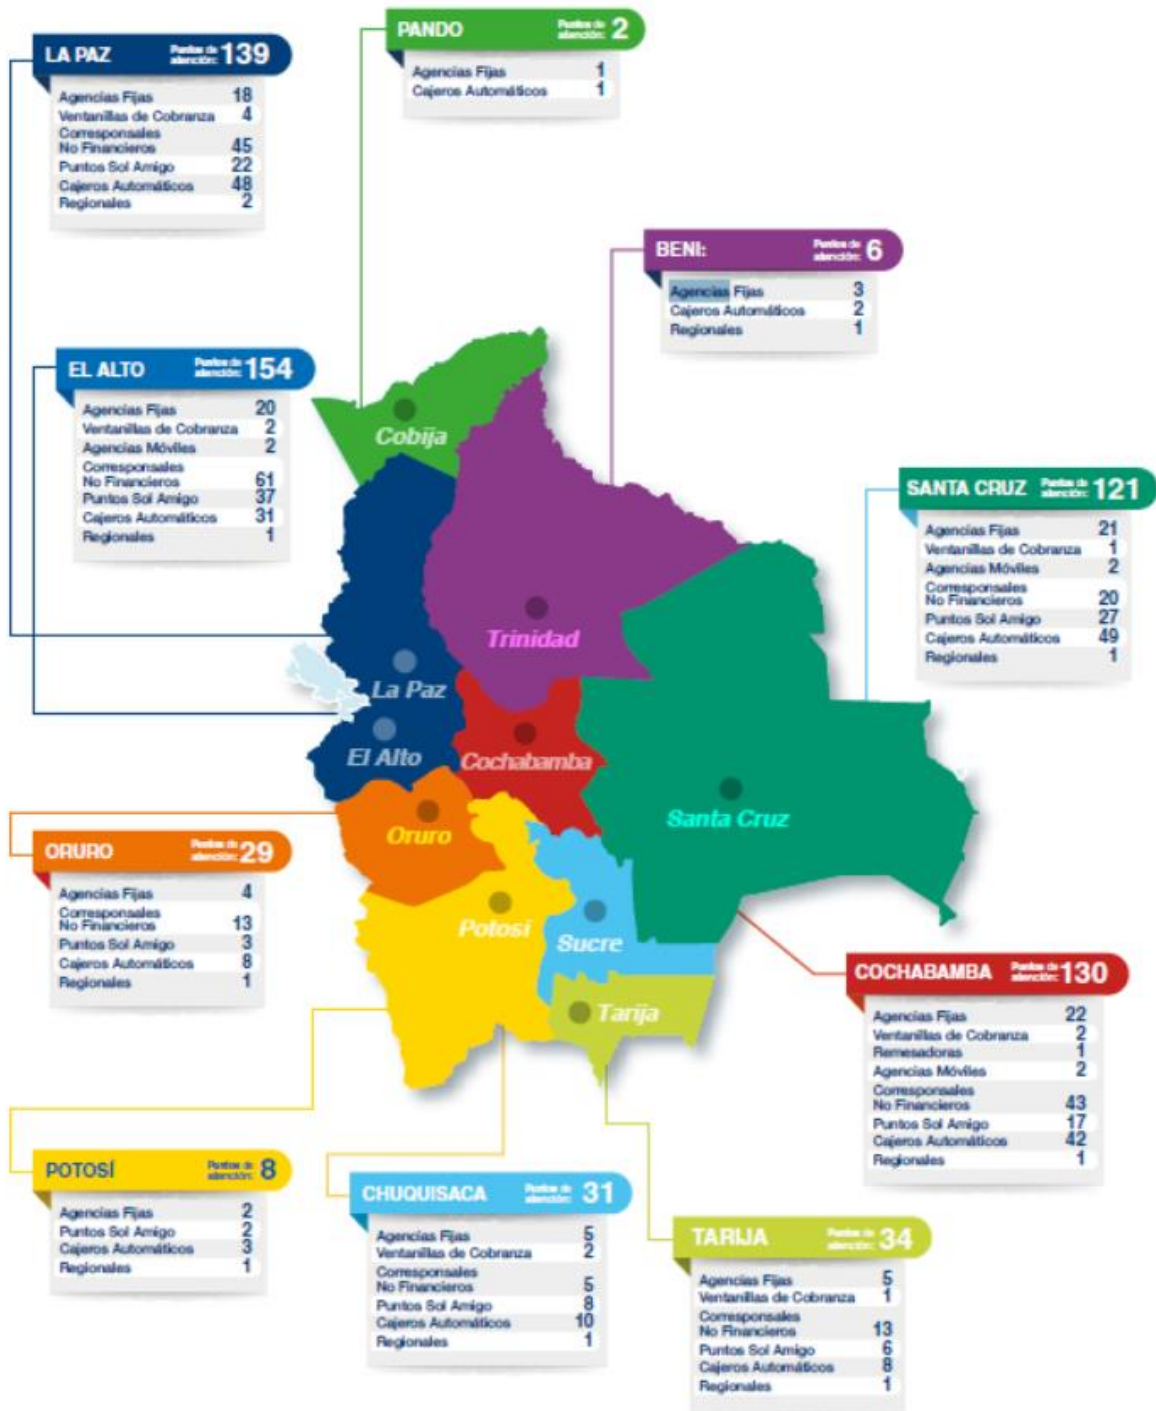 PANDO Puntos de atención: 2
Agencias Fijas 1
Cajeros Automáticos 1
LA PAZ Puntos de atención: 139
Agencias Fijas 18
Ventanillas de Cobranza 4
Corresponsales
No Financieros 45
Puntos Sol Amigo 22
Cajeros Automáticos 48
Regionales 2
BENI: Puntos de atención: 6
Agencias Fijas 3
Cajeros Automáticos 2
Regionales 1
EL ALTO Puntos de atención: 154
Agencias Fijas 20
Ventanillas de Cobranza 2
Agencias Móviles 2
Corresponsales
No Financieros 61
Puntos Sol Amigo 37
Cajeros Automáticos 31
Regionales 1
SANTA CRUZ Puntos de atención: 121
Agencias Fijas 21
Ventanillas de Cobranza 1
Agencias Móviles 2
Corresponsales
No Financieros 20
Puntos Sol Amigo 27
Cajeros Automáticos 49
Regionales 1
Cobija
Trinidad
La Paz
El Alto
Cochabamba
Santa Cruz
Oruro
Potosí
Sucre
Tarija
ORURO Puntos de atención: 29
Agencias Fijas 4
Corresponsales
No Financieros 13
Puntos Sol Amigo 3
Cajeros Automáticos 8
Regionales 1
COCHABAMBA Puntos de atención: 130
Agencias Fijas 22
Ventanillas de Cobranza 2
Remesadoras 1
Agencias Móviles 2
Corresponsales
No Financieros 43
Puntos Sol Amigo 17
Cajeros Automáticos 42
Regionales 1
POTOSÍ Puntos de atención: 8
Agencias Fijas 2
Puntos Sol Amigo 2
Cajeros Automáticos 3
Regionales 1
CHUQUISACA Puntos de atención: 31
Agencias Fijas 5
Ventanillas de Cobranza 2
Corresponsales
No Financieros 5
Puntos Sol Amigo 8
Cajeros Automáticos 10
Regionales 1
TARIJA Puntos de atención: 34
Agencias Fijas 5
Ventanillas de Cobranza 1
Corresponsales
No Financieros 13
Puntos Sol Amigo 6
Cajeros Automáticos 8
Regionales 1